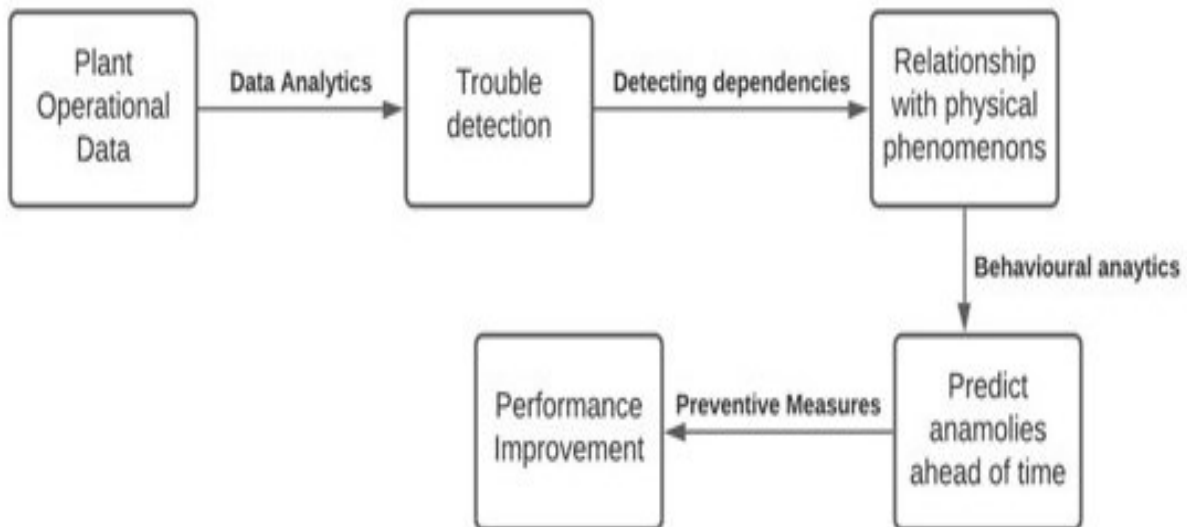 Plant
Operational
Data
Data Analytics
Trouble
detection
Detecting dependencies
Relationship
with physical
phenomenons
Behavioural anaytics
Predict
anamolies
ahead of time
Preventive Measures
Performance
Improvement